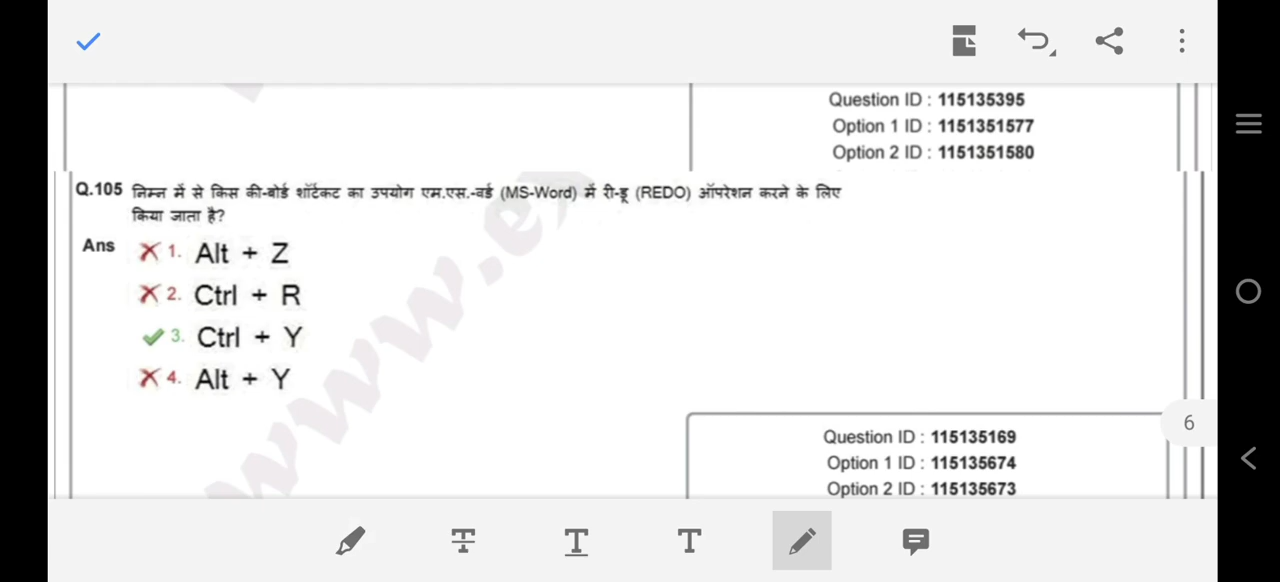 Question ID : 115135395
Option 1 ID : 1151351577
Option 2 ID : 1151351580
Q.105 निम्न में से किस की-बोर्ड शॉर्टकट का उपयोग एम.एस.-वर्ड (MS-Word) में री-डू (REDO) ऑपरेशन करने के लिए
किया जाता है?
Ans
1. Alt + Z
2. Ctrl + R
3. Ctrl + Y
4. Alt + Y
www.ex
6
Question ID : 115135169
Option 1 ID : 115135674
Option 2 ID : 115135673
T
T
T